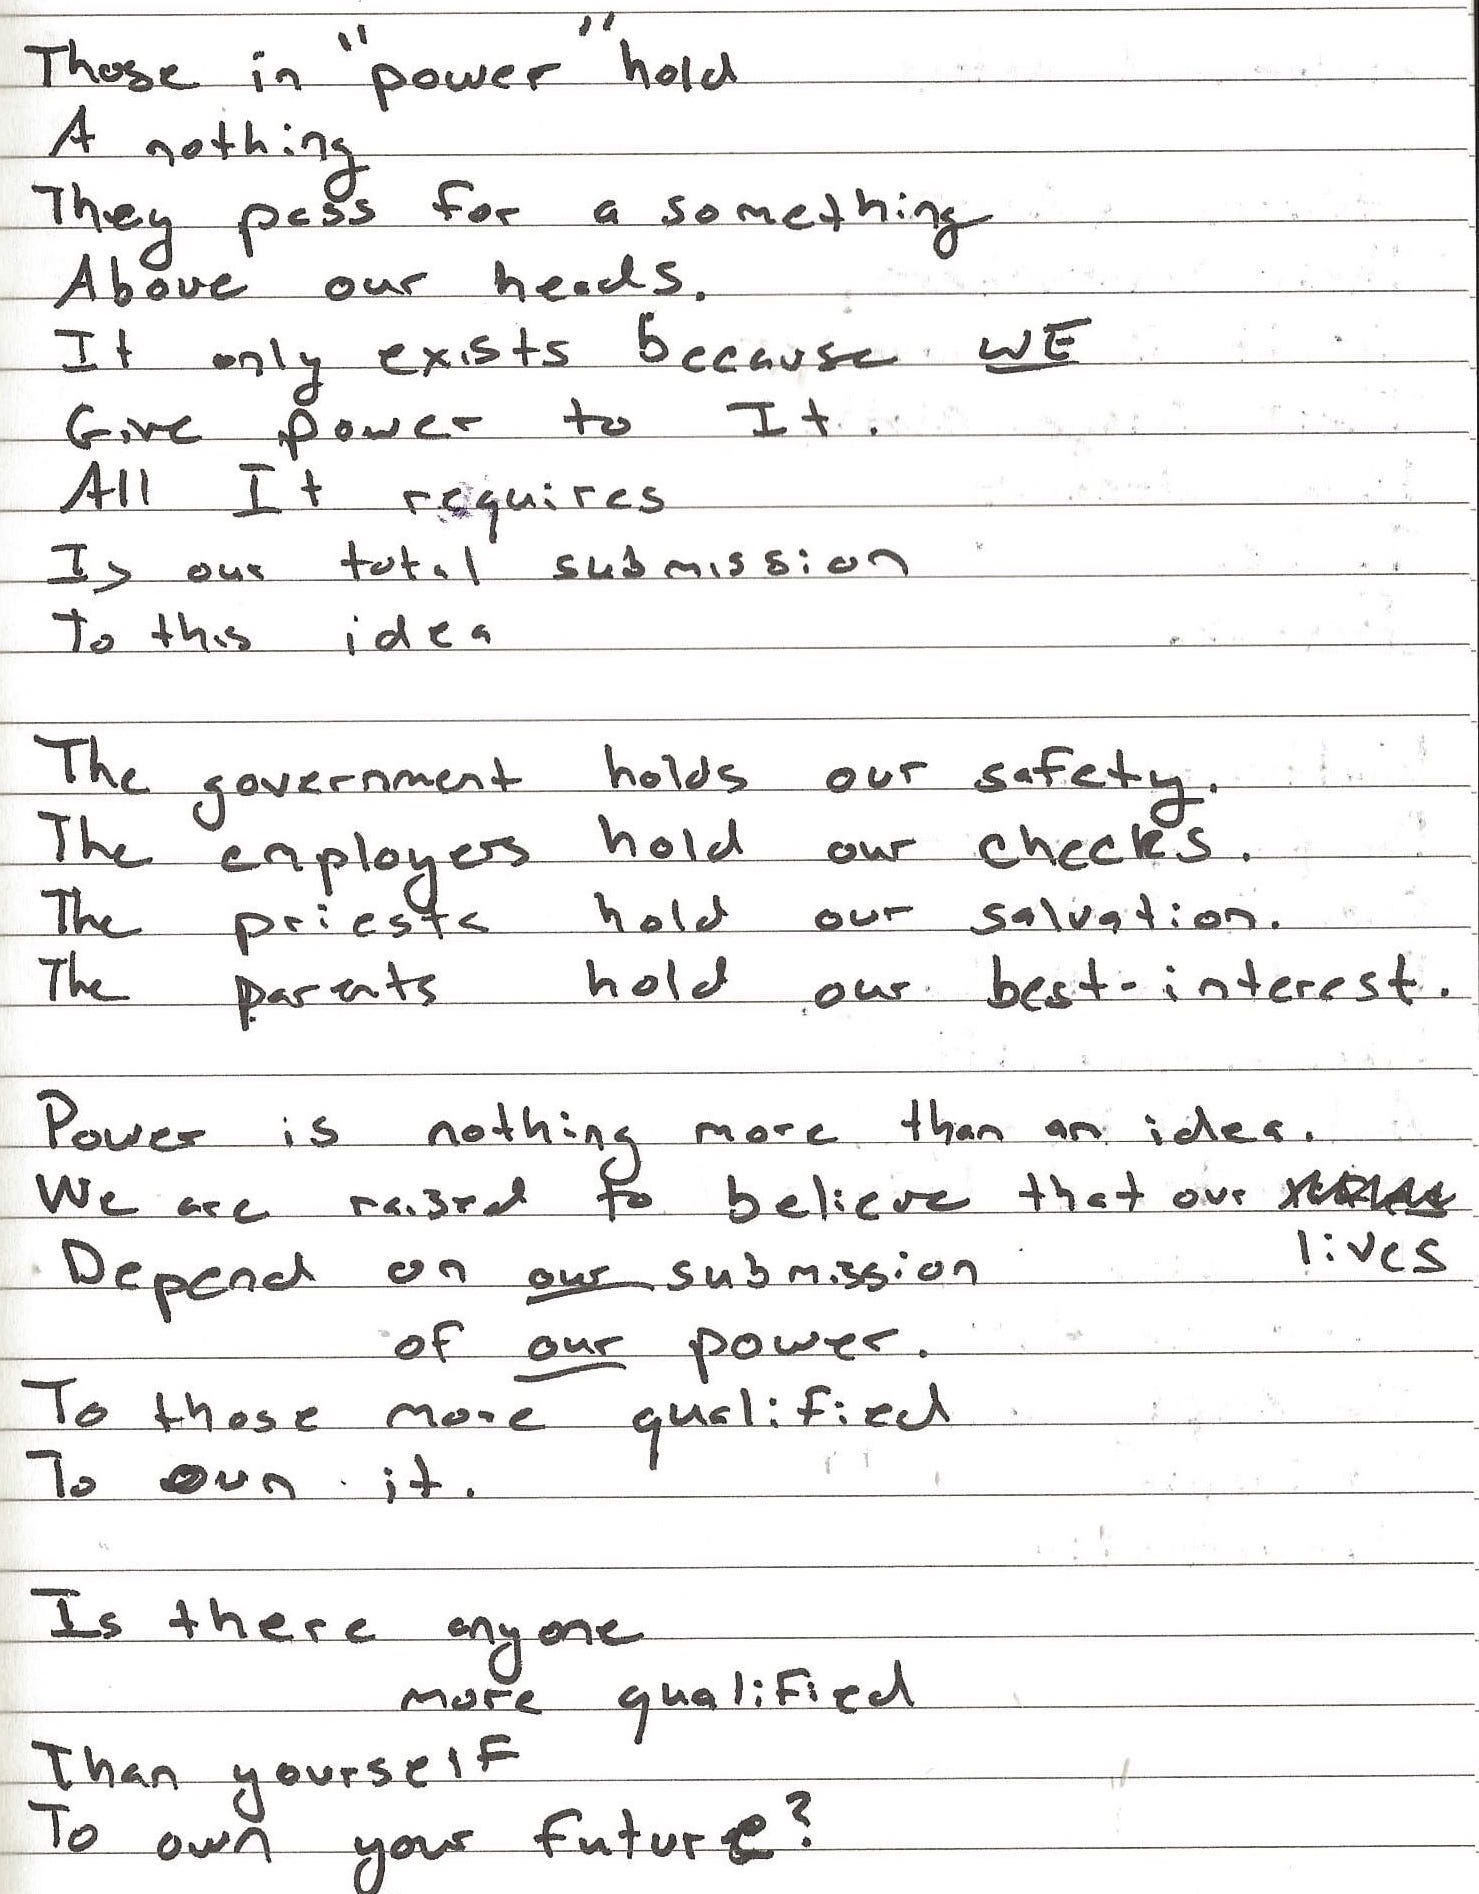 Those in "power" hold
A nothing
They pass for a something
Above our heads.
It only exists because WE
Give power to It.
All It requires
Is our total submission
To this idea
The government holds our safety.
The employers hold our checks.
The priests hold our salvation.
The parents hold our best-interest.
Power is nothing more than an idea.
We are raised to believe that our
lives
Depend on our submission
of our power.
To those more qualified
To own it.
Is there anyone
more qualified
Than yourself
To own your future?